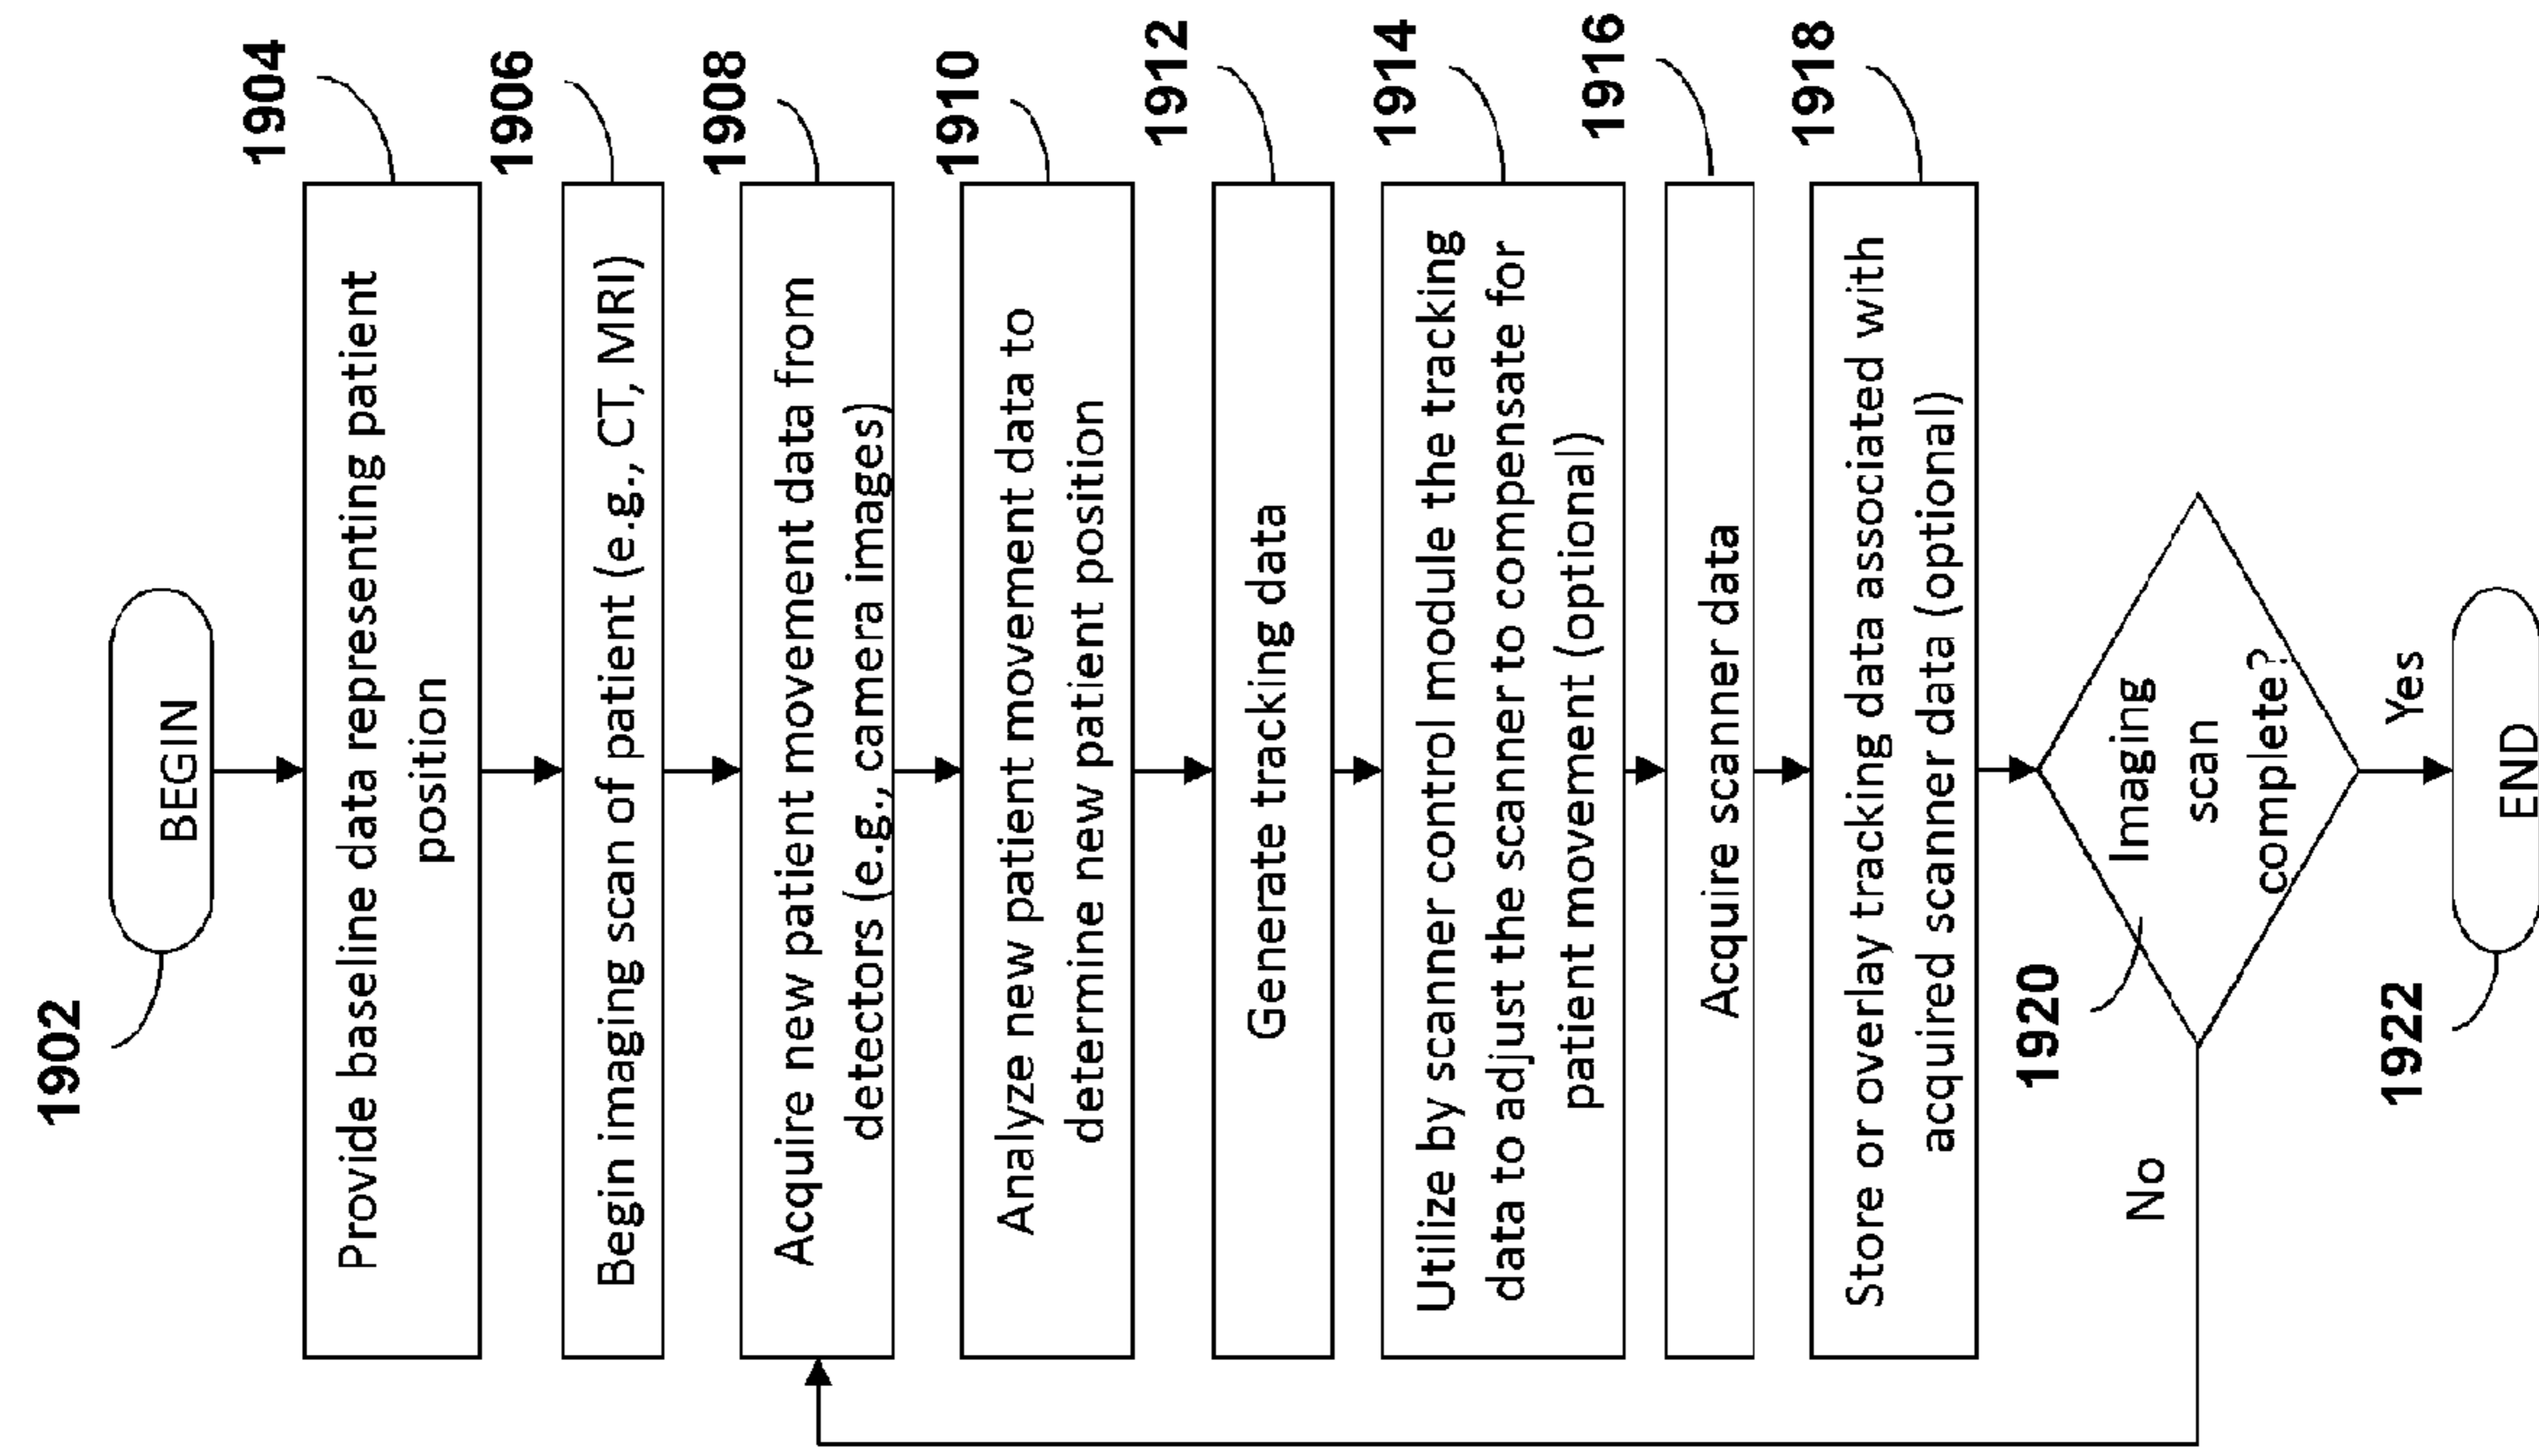 1902
BEGIN
1904
Provide baseline data representing patient
position
1906
Begin imaging scan of patient (e.g., CT, MRI)
1908
Acquire new patient movement data from
detectors (e.g., camera images)
1910
Analyze new patient movement data to
determine new patient position
1912
Generate tracking data
1914
Utilize by scanner control module the tracking
data to adjust the scanner to compensate for
patient movement (optional)
1916
Acquire scanner data
1918
Store or overlay tracking data associated with
acquired scanner data (optional)
1920
Imaging
scan
complete?
No
Yes
1922
END